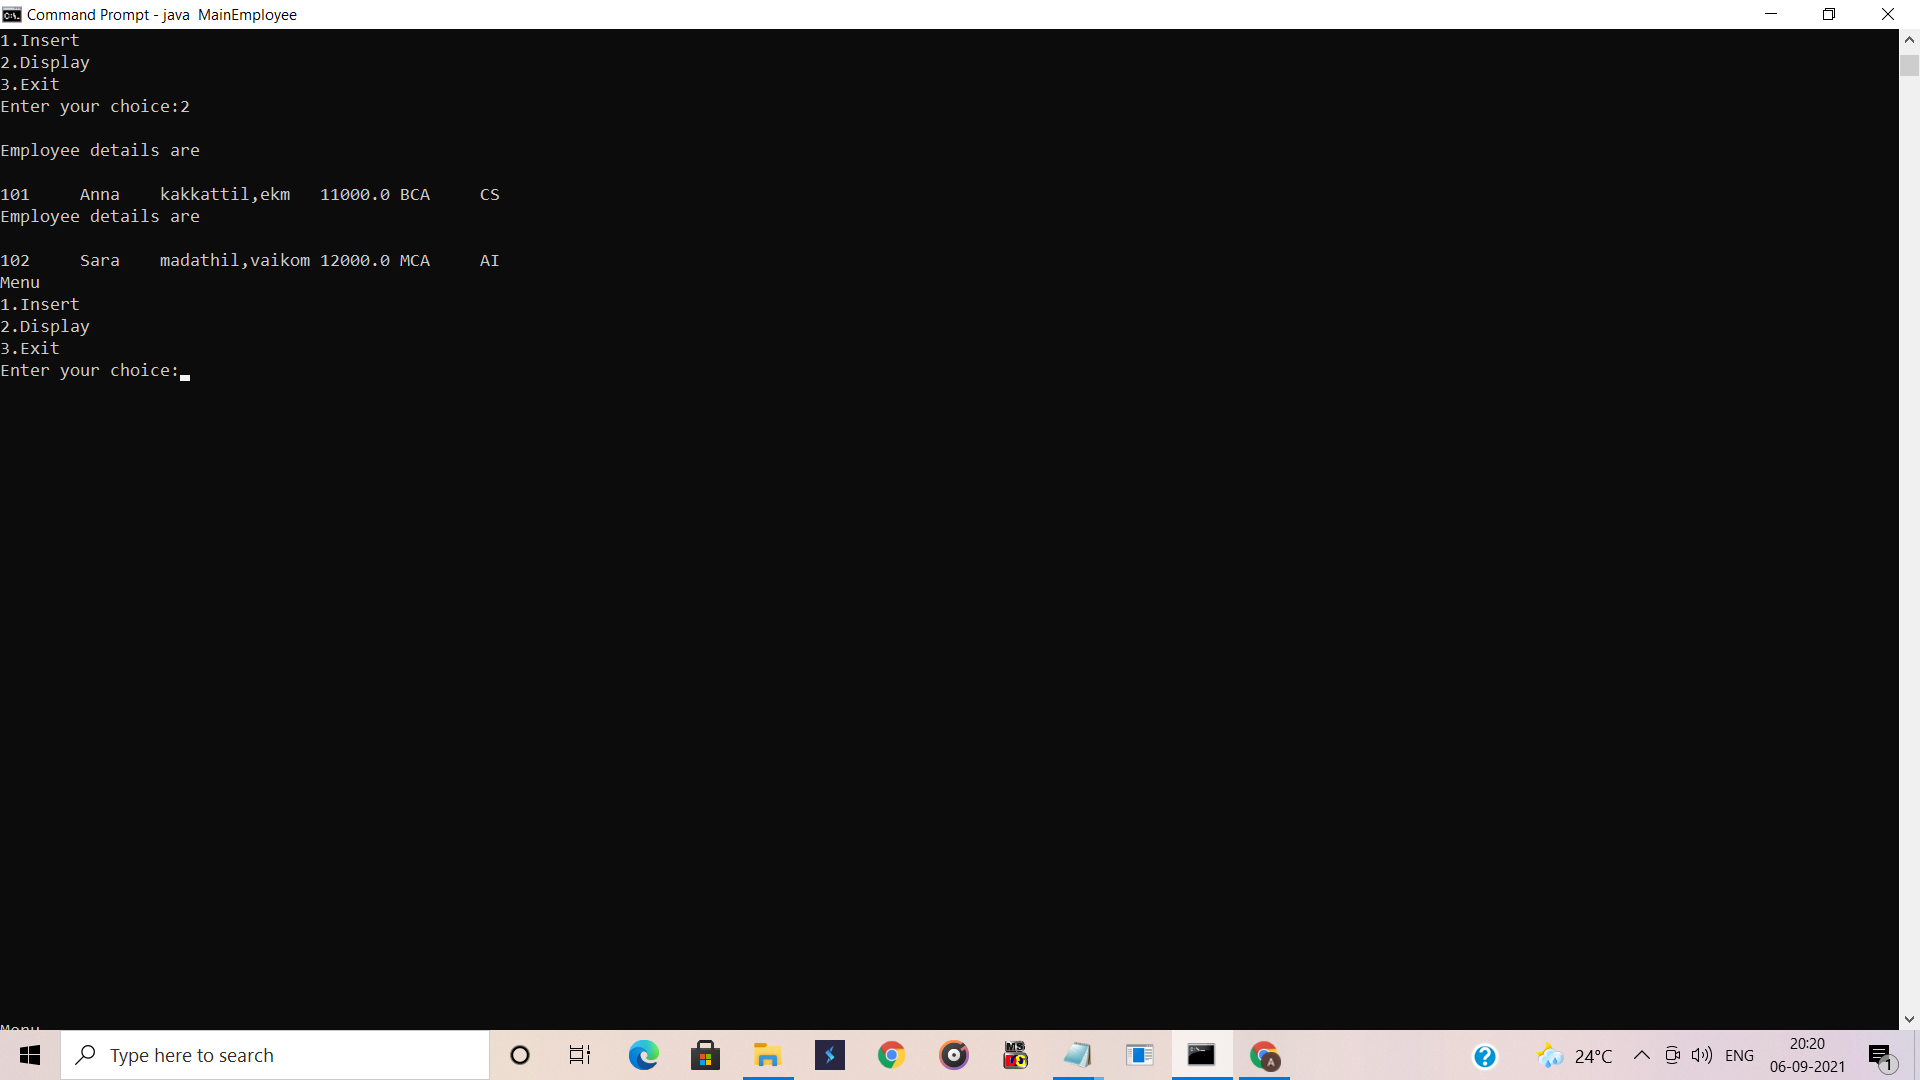 Command Prompt - java  MainEmployee
1.Insert
2.Display
3.Exit
Enter your choice:2
Employee details are
101     Anna    kakkattil,ekm   11000.0 BCA     CS
Employee details are
102     Sara    madathil,vaikom 12000.0 MCA     AI
Menu
1.Insert
2.Display
3.Exit
Enter your choice:
Menu
Type here to search
24°C
ENG
20:20
06-09-2021
1